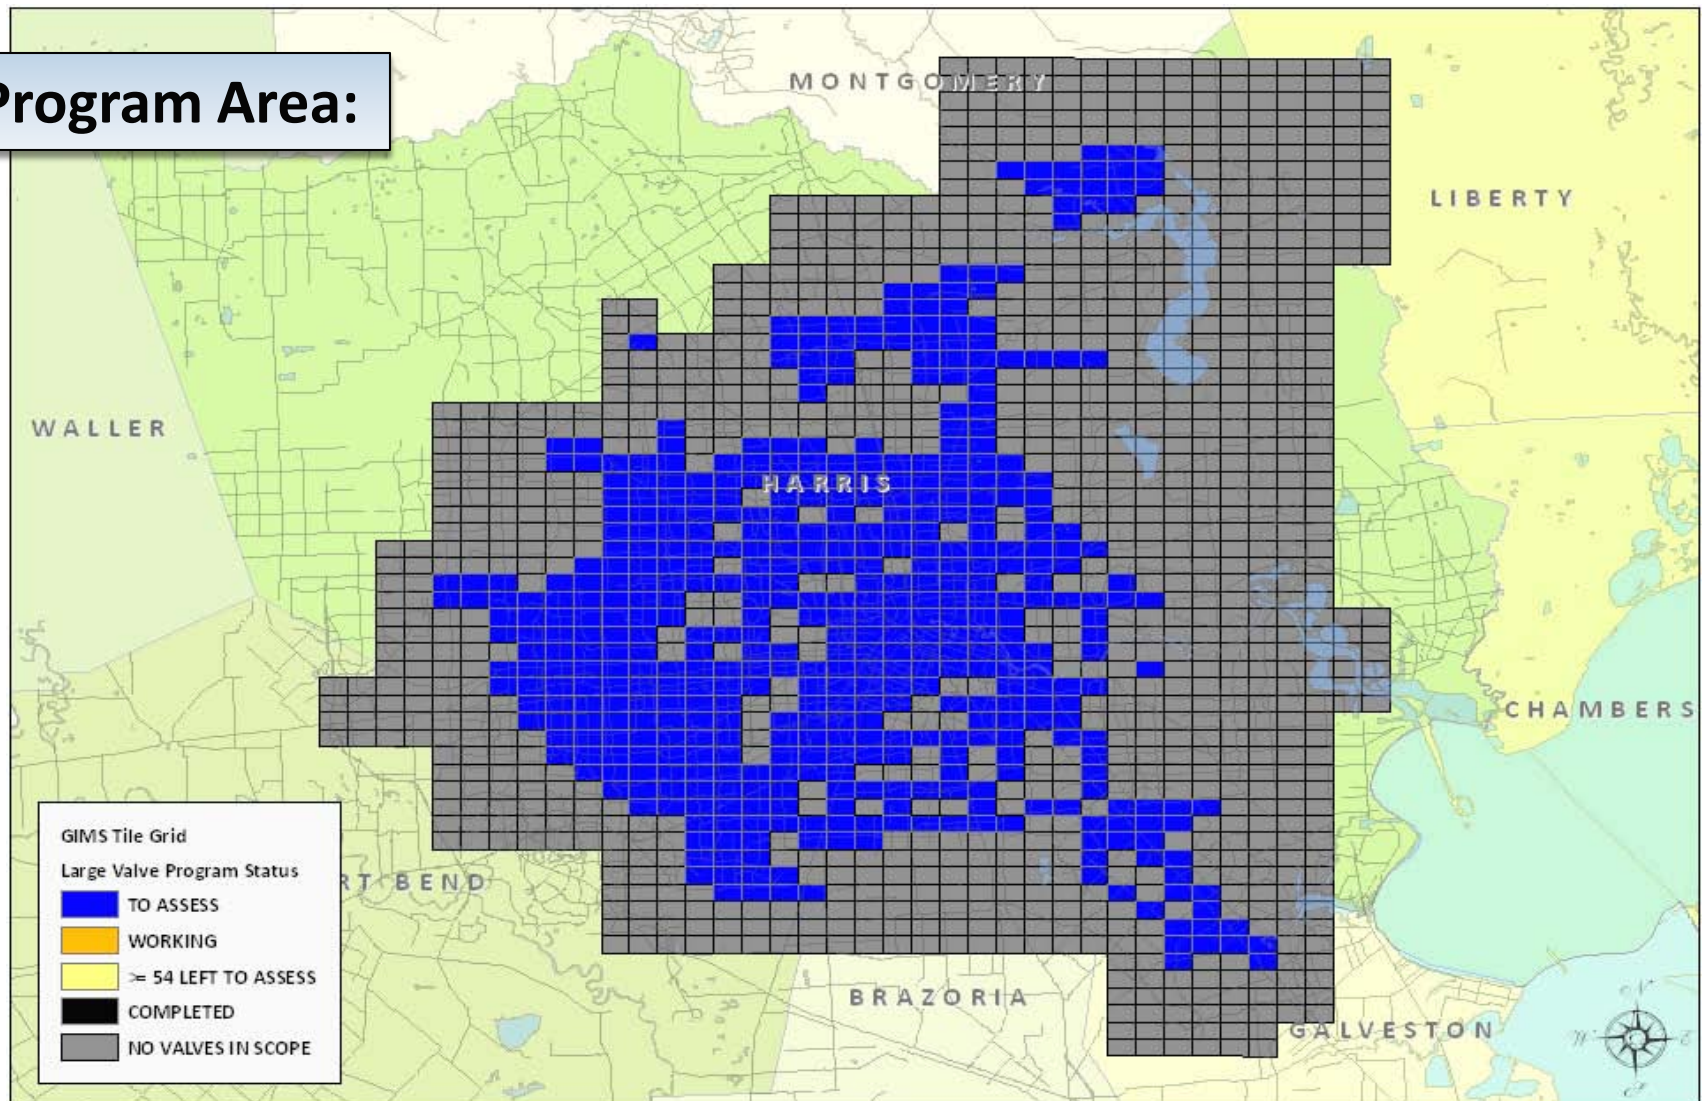 Program Area:
MONTGOMERY
LIBERTY
WALLER
HARRIS
CHAMBERS
RT BEND
BRAZORIA
GALVESTON
GIMS Tile Grid
Large Valve Program Status
TO ASSESS
WORKING
>= 54 LEFT TO ASSESS
COMPLETED
NO VALVES IN SCOPE
N
W
E
S